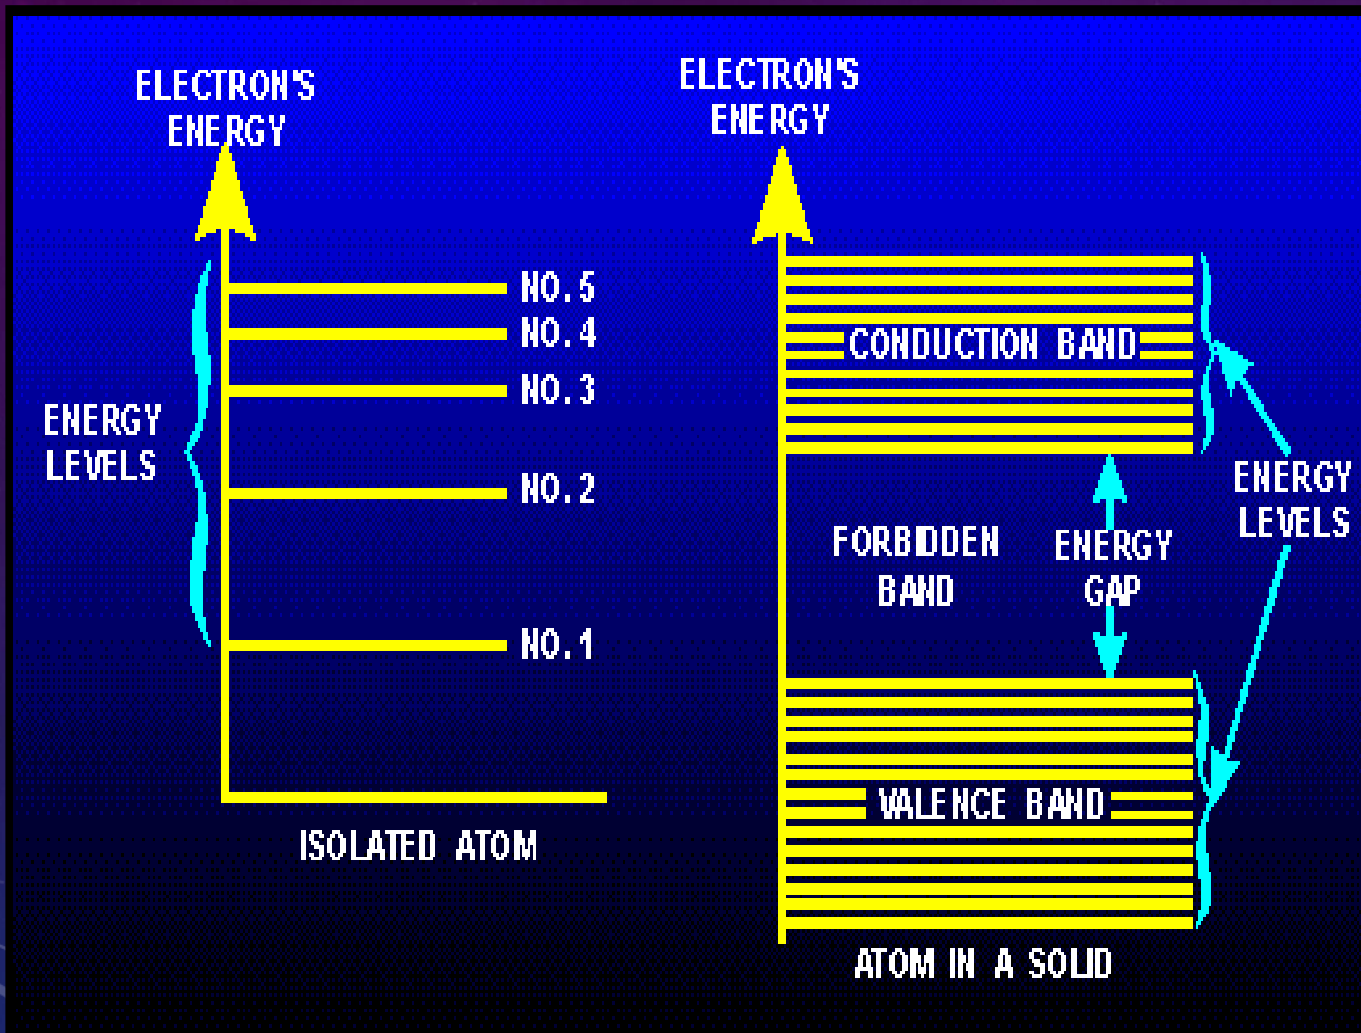 ELECTRON'S
ENERGY
NO.5
NO.4
NO.3
ENERGY
LEVELS
NO.2
NO.1
ISOLATED ATOM
ELECTRON'S
ENERGY
CONDUCTION BAND
ENERGY
LEVELS
FORBIDDEN
BAND
ENERGY
GAP
VALENCE BAND
ATOM IN A SOLID